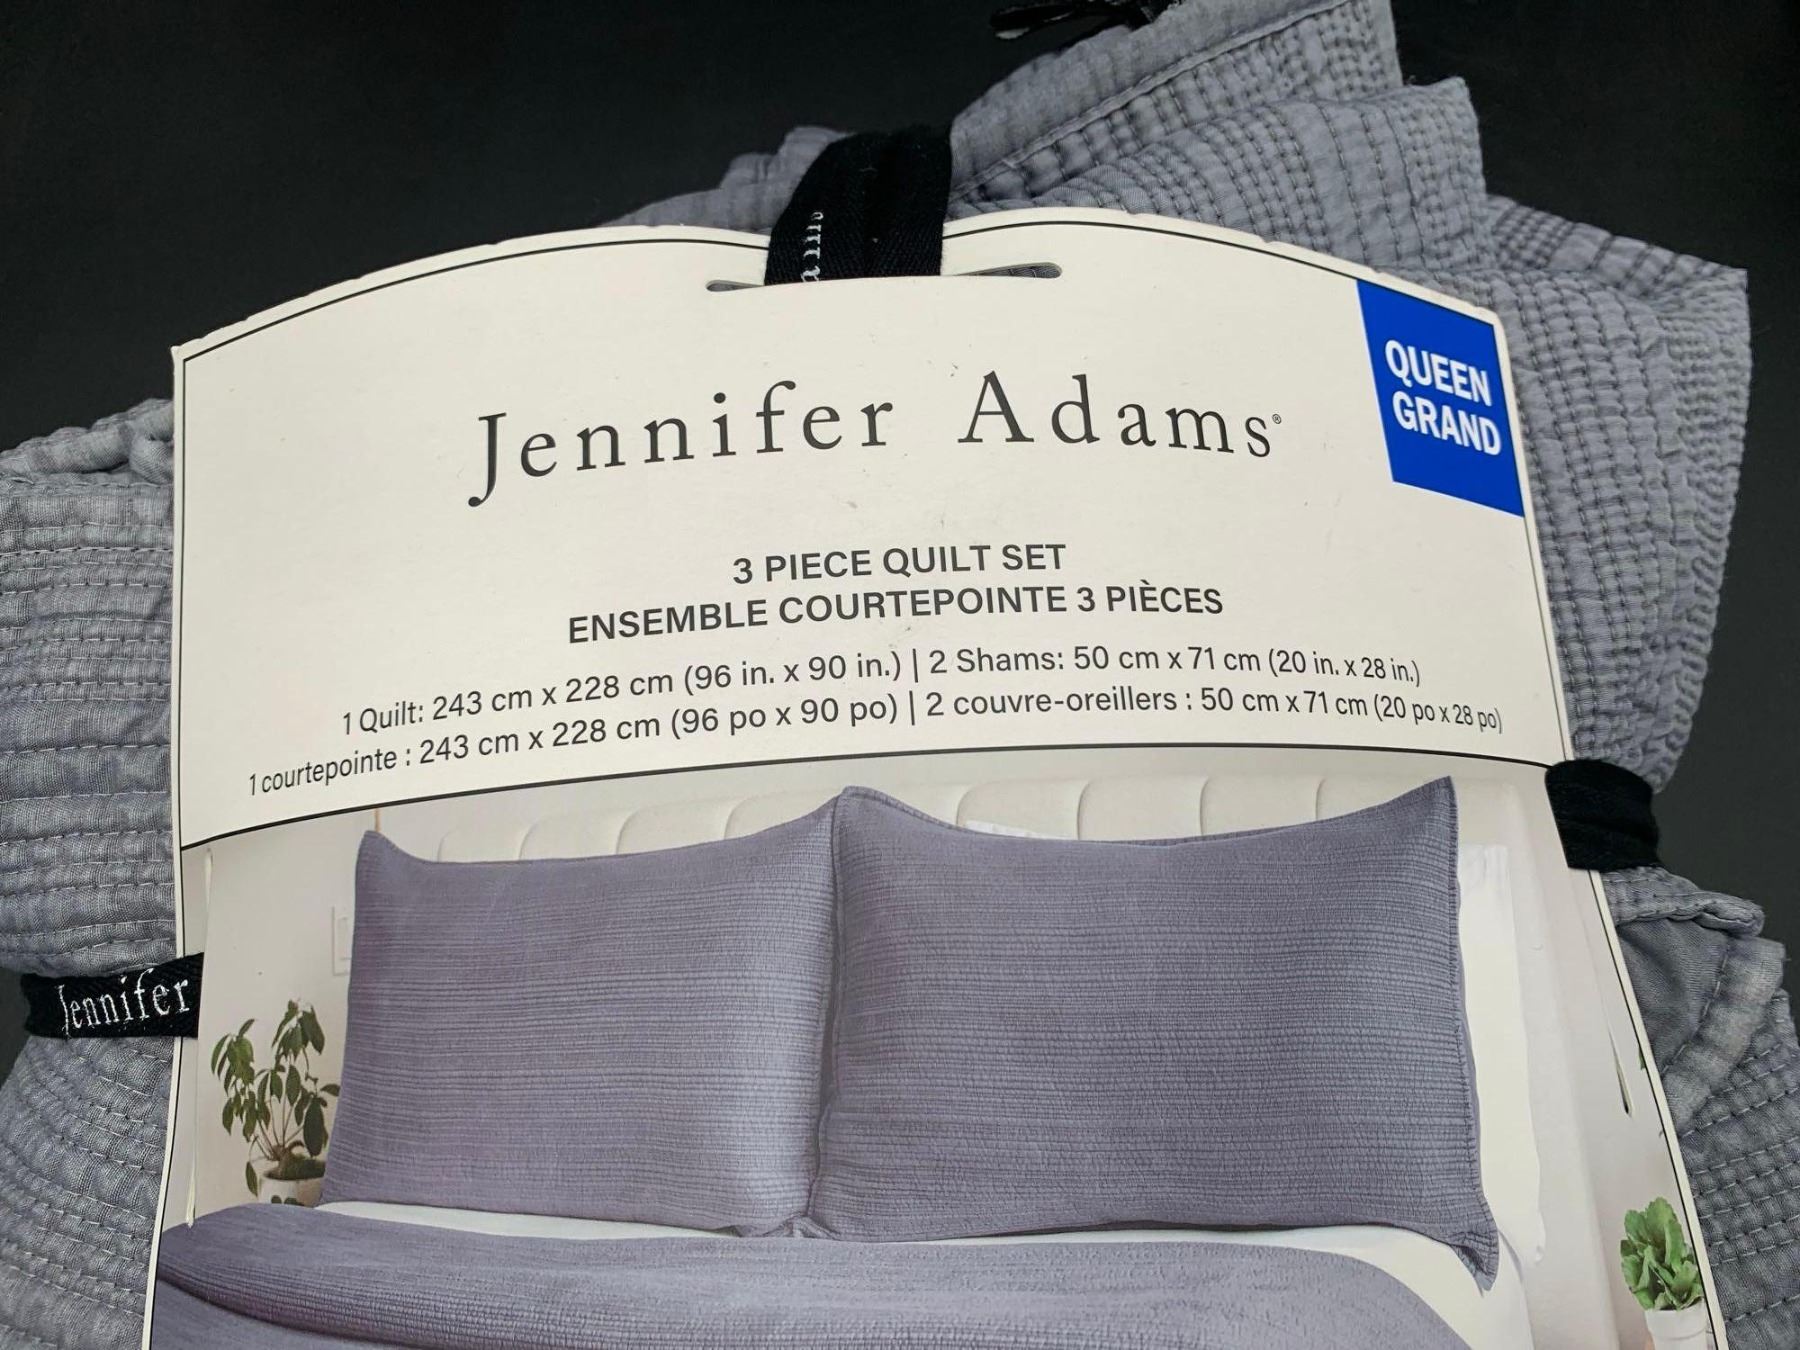 Jennifer Adams®
QUEEN
GRAND
3 PIECE QUILT SET
ENSEMBLE COURTEPOINTE 3 PIÈCES
1 Quilt: 243 cm x 228 cm (96 in. x 90 in.) | 2 Shams: 50 cm x 71 cm (20 in. x 28 in.)
1 courtepointe : 243 cm x 228 cm (96 po x 90 po) | 2 couvre-oreillers : 50 cm x 71 cm (20 po x 28 po)
Jennifer